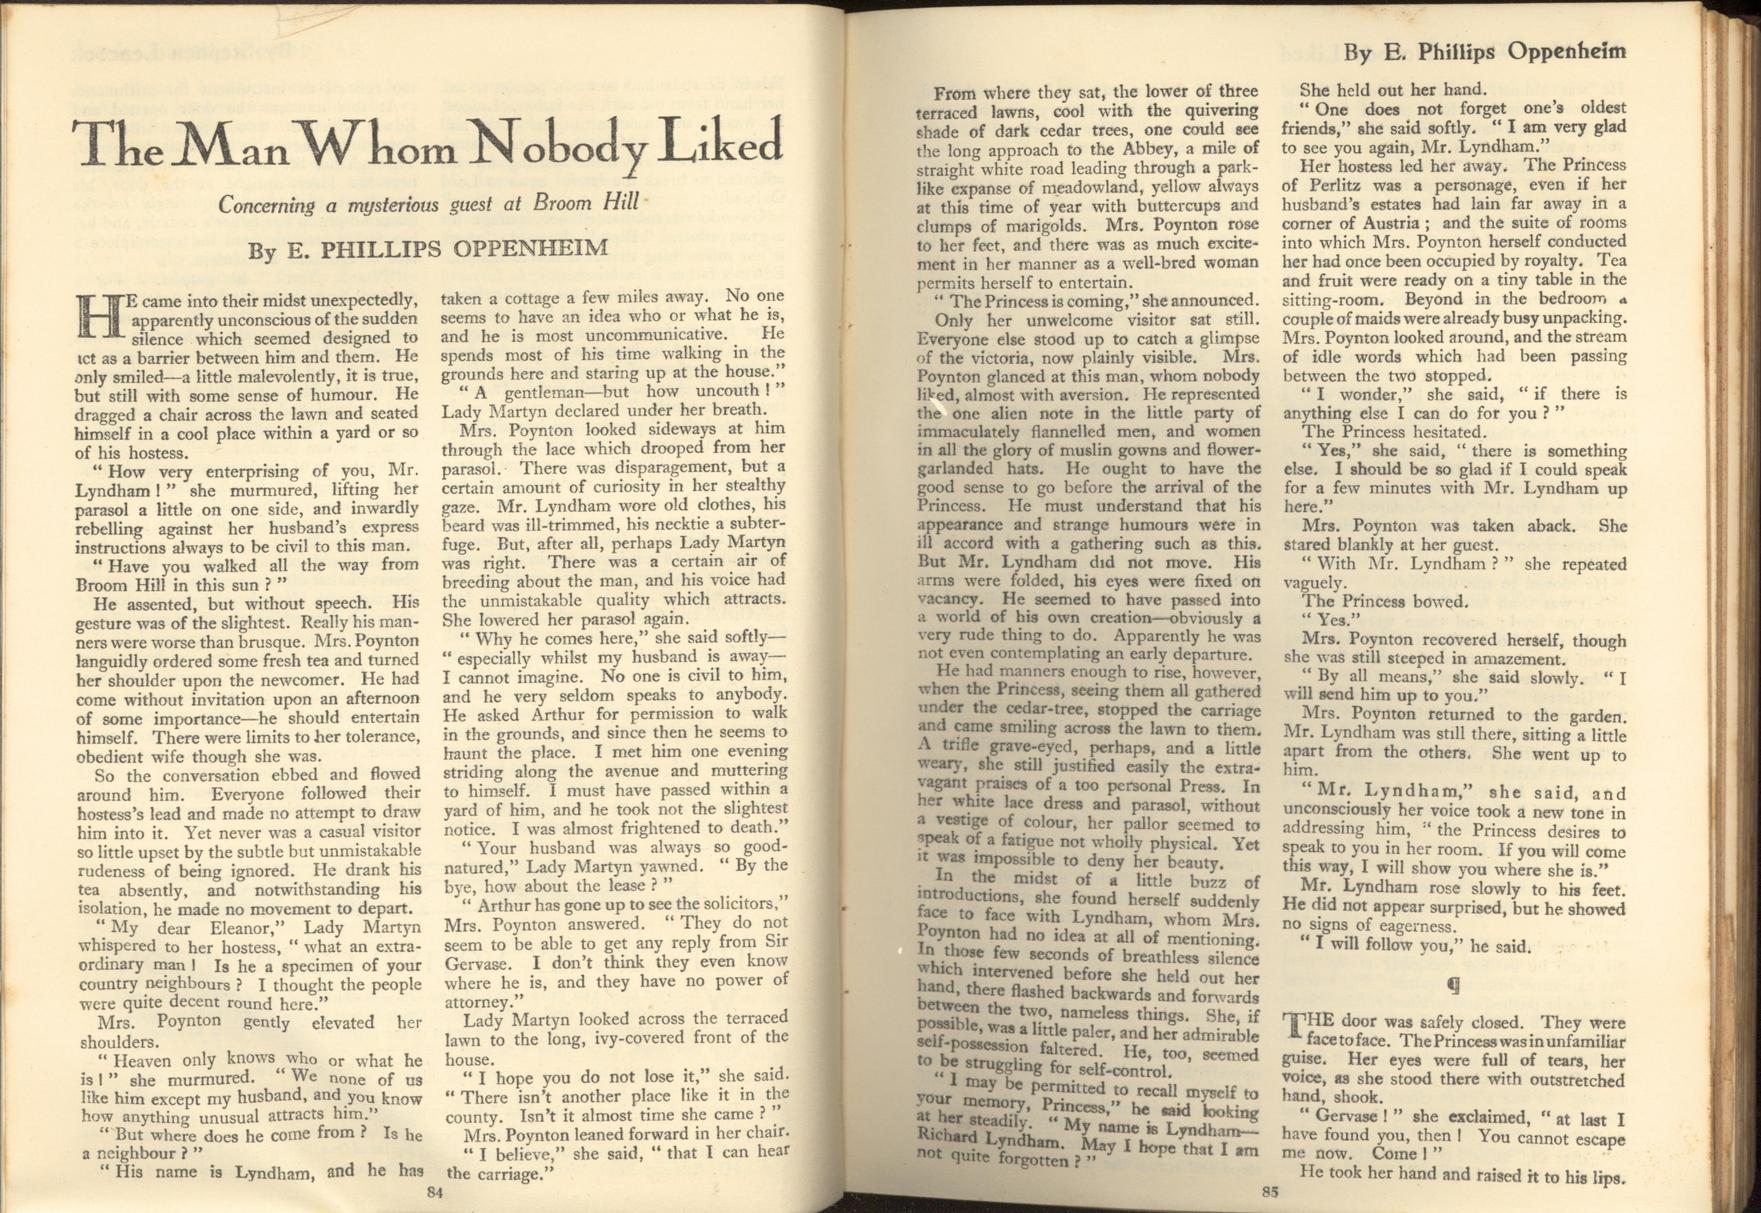 The Man Whom Nobody Liked
Concerning a mysterious guest at Broom Hill
By E. PHILLIPS OPPENHEIM
HE came into their midst unexpectedly,
apparently unconscious of the sudden
silence which seemed designed to
act as a barrier between him and them. He
only smiled—a little malevolently, it is true,
but still with some sense of humour. He
dragged a chair across the lawn and seated
himself in a cool place within a yard or so
of his hostess.
“ How very enterprising of you, Mr.
Lyndham ! ” she murmured, lifting her
parasol a little on one side, and inwardly
rebelling against her husband’s express
instructions always to be civil to this man.
“ Have you walked all the way from
Broom Hill in this sun ? ”
He assented, but without speech. His
gesture was of the slightest. Really his man-
ners were worse than brusque. Mrs. Poynton
languidly ordered some fresh tea and turned
her shoulder upon the newcomer. He had
come without invitation upon an afternoon
of some importance—he should entertain
himself. There were limits to her tolerance,
obedient wife though she was.
So the conversation ebbed and flowed
around him. Everyone followed their
hostess’s lead and made no attempt to draw
him into it. Yet never was a casual visitor
so little upset by the subtle but unmistakable
rudeness of being ignored. He drank his
tea absently, and notwithstanding his
isolation, he made no movement to depart.
“ My dear Eleanor,” Lady Martyn
whispered to her hostess, “ what an extra-
ordinary man ! Is he a specimen of your
country neighbours ? I thought the people
were quite decent round here.”
Mrs. Poynton gently elevated her
shoulders.
“ Heaven only knows who or what he
is ! ” she murmured. “ We none of us
like him except my husband, and you know
how anything unusual attracts him.”
“ But where does he come from ? Is he
a neighbour ? ”
“ His name is Lyndham, and he has
taken a cottage a few miles away. No one
seems to have an idea who or what he is,
and he is most uncommunicative. He
spends most of his time walking in the
grounds here and staring up at the house.”
“ A gentleman—but how uncouth ! ”
Lady Martyn declared under her breath.
Mrs. Poynton looked sideways at him
through the lace which drooped from her
parasol. There was disparagement, but a
certain amount of curiosity in her stealthy
gaze. Mr. Lyndham wore old clothes, his
beard was ill-trimmed, his necktie a subter-
fuge. But, after all, perhaps Lady Martyn
was right. There was a certain air of
breeding about the man, and his voice had
the unmistakable quality which attracts.
She lowered her parasol again.
“ Why he comes here,” she said softly—
“ especially whilst my husband is away—
I cannot imagine. No one is civil to him,
and he very seldom speaks to anybody.
He asked Arthur for permission to walk
in the grounds, and since then he seems to
haunt the place. I met him one evening
striding along the avenue and muttering
to himself. I must have passed within a
yard of him, and he took not the slightest
notice. I was almost frightened to death.”
“ Your husband was always so good-
natured,” Lady Martyn yawned. “ By the
bye, how about the lease ? ”
“ Arthur has gone up to see the solicitors,”
Mrs. Poynton answered. “ They do not
seem to be able to get any reply from Sir
Gervase. I don’t think they even know
where he is, and they have no power of
attorney.”
Lady Martyn looked across the terraced
lawn to the long, ivy-covered front of the
house.
“ I hope you do not lose it,” she said.
“ There isn’t another place like it in the
county. Isn’t it almost time she came ? ”
Mrs. Poynton leaned forward in her chair.
“ I believe,” she said, “ that I can hear
the carriage.”
84
By E. Phillips Oppenheim
From where they sat, the lower of three
terraced lawns, cool with the quivering
shade of dark cedar trees, one could see
the long approach to the Abbey, a mile of
straight white road leading through a park-
like expanse of meadowland, yellow always
at this time of year with buttercups and
clumps of marigolds. Mrs. Poynton rose
to her feet, and there was as much excite-
ment in her manner as a well-bred woman
permits herself to entertain.
“ The Princess is coming,” she announced.
Only her unwelcome visitor sat still.
Everyone else stood up to catch a glimpse
of the victoria, now plainly visible. Mrs.
Poynton glanced at this man, whom nobody
liked, almost with aversion. He represented
the one alien note in the little party of
immaculately flannelled men, and women
in all the glory of muslin gowns and flower-
garlanded hats. He ought to have the
good sense to go before the arrival of the
Princess. He must understand that his
appearance and strange humours were in
ill accord with a gathering such as this.
But Mr. Lyndham did not move. His
arms were folded, his eyes were fixed on
vacancy. He seemed to have passed into
a world of his own creation—obviously a
very rude thing to do. Apparently he was
not even contemplating an early departure.
He had manners enough to rise, however,
when the Princess, seeing them all gathered
under the cedar-tree, stopped the carriage
and came smiling across the lawn to them.
A trifle grave-eyed, perhaps, and a little
weary, she still justified easily the extra-
vagant praises of a too personal Press. In
her white lace dress and parasol, without
a vestige of colour, her pallor seemed to
speak of a fatigue not wholly physical. Yet
it was impossible to deny her beauty.
In the midst of a little buzz of
introductions, she found herself suddenly
face to face with Lyndham, whom Mrs.
Poynton had no idea at all of mentioning.
In those few seconds of breathless silence
which intervened before she held out her
hand, there flashed backwards and forwards
between the two, nameless things. She, if
possible, was a little paler, and her admirable
self-possession faltered. He, too, seemed
to be struggling for self-control.
“ I may be permitted to recall myself to
your memory, Princess,” he said looking
at her steadily. “ My name is Lyndham—
Richard Lyndham. May I hope that I am
not quite forgotten ? ”
She held out her hand.
“ One does not forget one’s oldest
friends,” she said softly. “ I am very glad
to see you again, Mr. Lyndham.”
Her hostess led her away. The Princess
of Perlitz was a personage, even if her
husband’s estates had lain far away in a
corner of Austria ; and the suite of rooms
into which Mrs. Poynton herself conducted
her had once been occupied by royalty. Tea
and fruit were ready on a tiny table in the
sitting-room. Beyond in the bedroom a
couple of maids were already busy unpacking.
Mrs. Poynton looked around, and the stream
of idle words which had been passing
between the two stopped.
“ I wonder,” she said, “ if there is
anything else I can do for you ? ”
The Princess hesitated.
“ Yes,” she said, “ there is something
else. I should be so glad if I could speak
for a few minutes with Mr. Lyndham up
here.”
Mrs. Poynton was taken aback. She
stared blankly at her guest.
“ With Mr. Lyndham ? ” she repeated
vaguely.
The Princess bowed.
“ Yes.”
Mrs. Poynton recovered herself, though
she was still steeped in amazement.
“ By all means,” she said slowly. “ I
will send him up to you.”
Mrs. Poynton returned to the garden.
Mr. Lyndham was still there, sitting a little
apart from the others. She went up to
him.
“ Mr. Lyndham,” she said, and
unconsciously her voice took a new tone in
addressing him, “ the Princess desires to
speak to you in her room. If you will come
this way, I will show you where she is.”
Mr. Lyndham rose slowly to his feet.
He did not appear surprised, but he showed
no signs of eagerness.
“ I will follow you,” he said.
¶
THE door was safely closed. They were
face to face. The Princess was in unfamiliar
guise. Her eyes were full of tears, her
voice, as she stood there with outstretched
hand, shook.
“ Gervase ! ” she exclaimed, “ at last I
have found you, then ! You cannot escape
me now. Come ! ”
He took her hand and raised it to his lips.
85